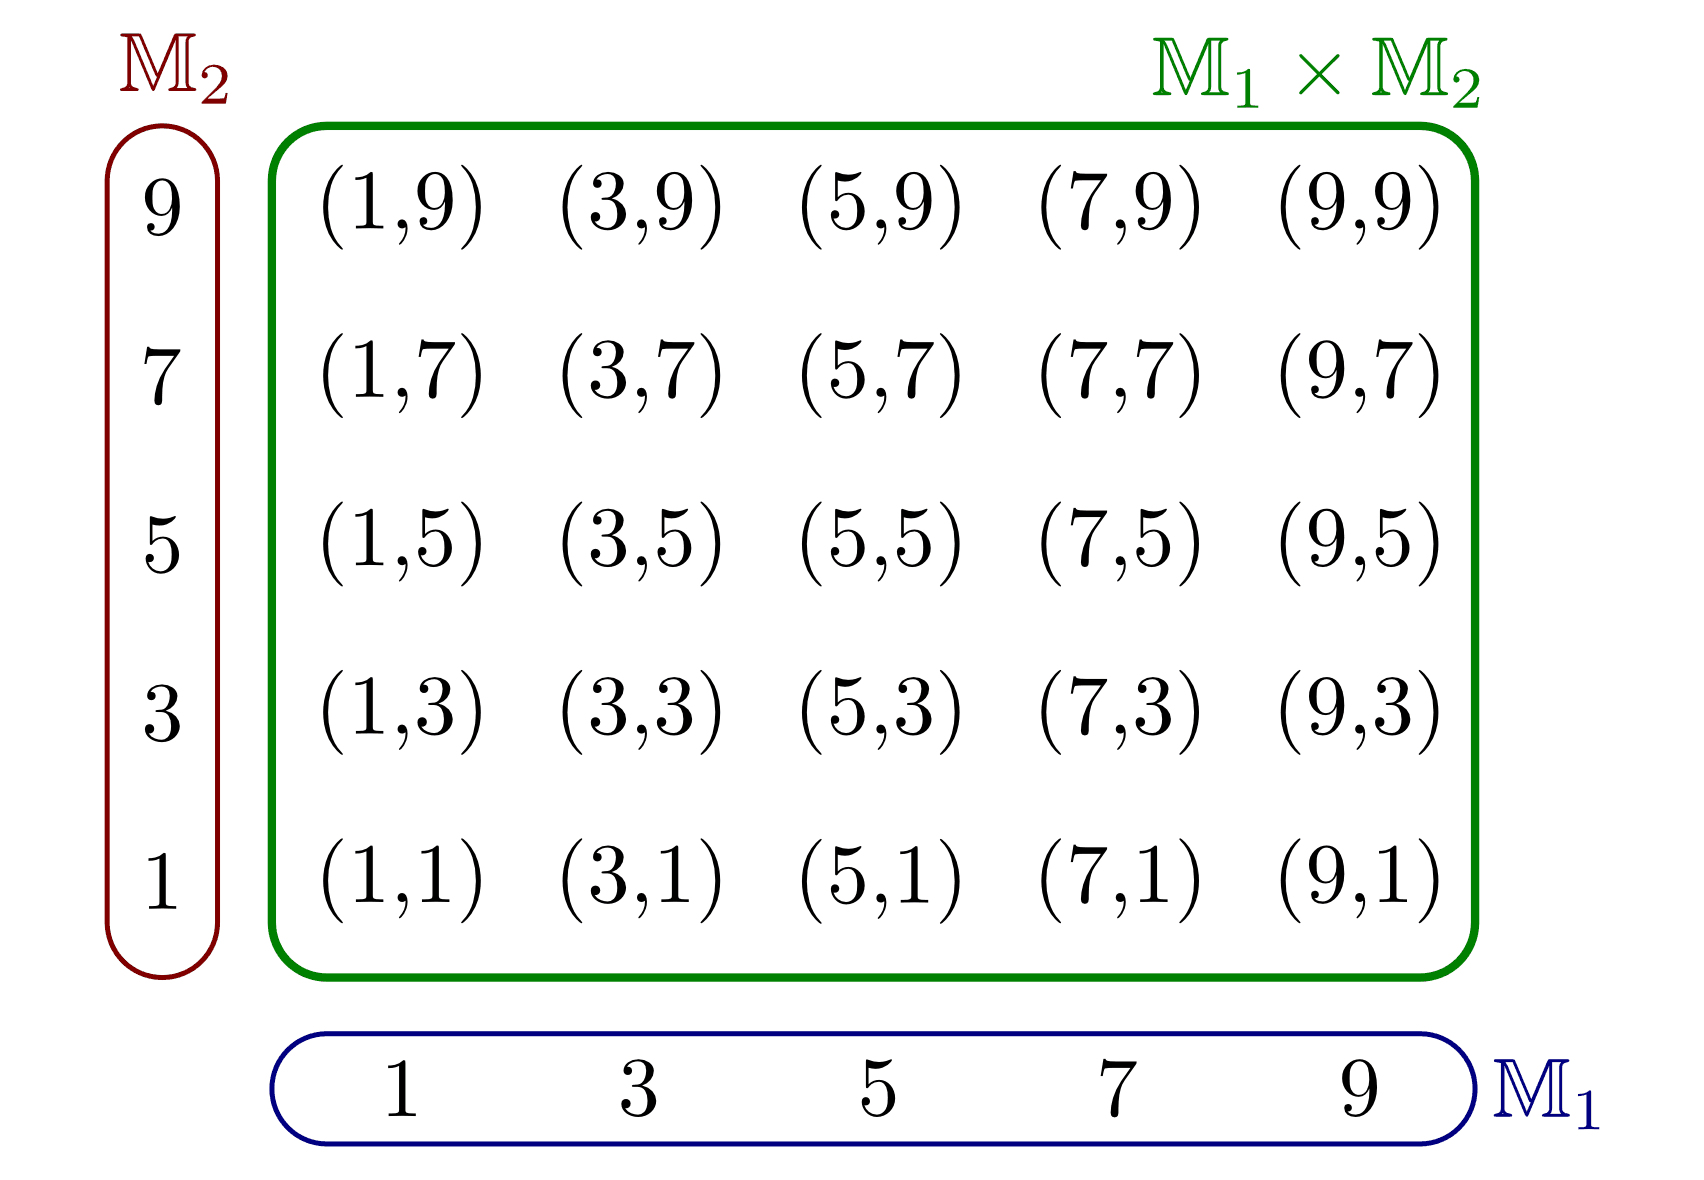 𝕄₂ 𝕄₁ × 𝕄₂
9 (1,9) (3,9) (5,9) (7,9) (9,9)
7 (1,7) (3,7) (5,7) (7,7) (9,7)
5 (1,5) (3,5) (5,5) (7,5) (9,5)
3 (1,3) (3,3) (5,3) (7,3) (9,3)
1 (1,1) (3,1) (5,1) (7,1) (9,1)
1 3 5 7 9 𝕄₁